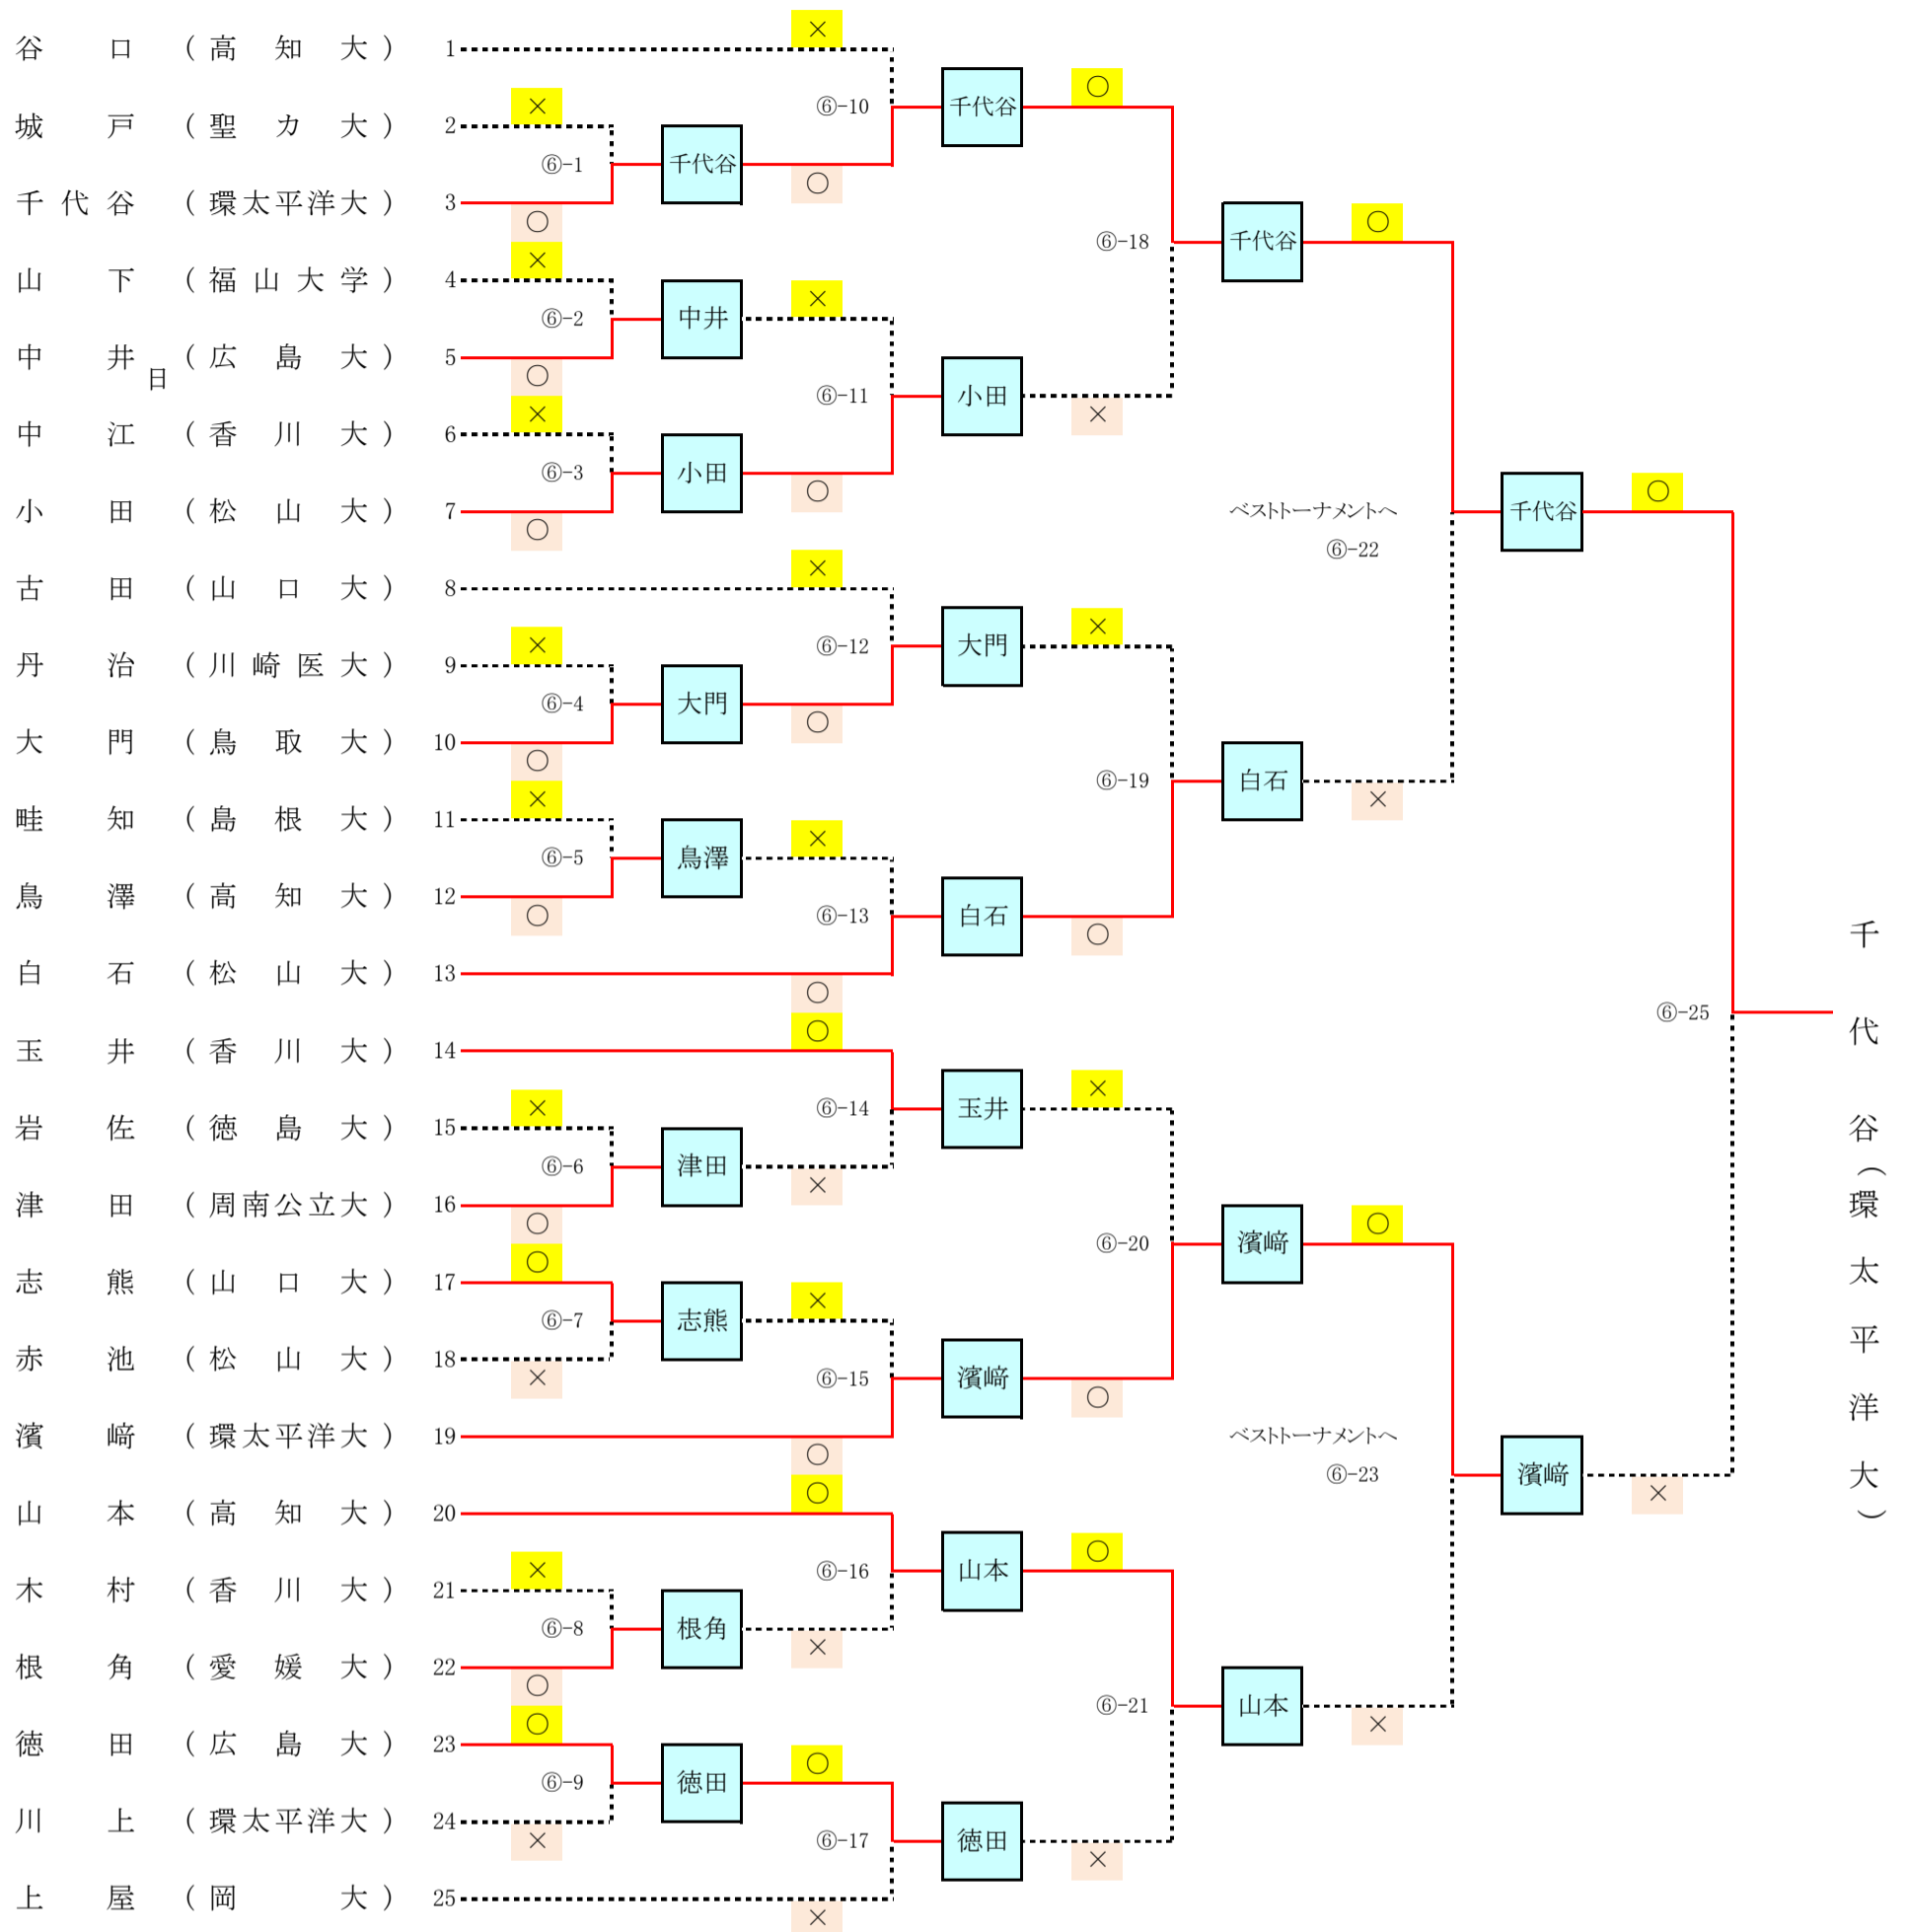 谷口（高知大） 1 ×
⑥-10 千代谷 ○
城戸（聖カ大） 2 ×
⑥-1 千代谷 ○
千代谷（環太平洋大） 3 ○
⑥-18 千代谷 ○
山下（福山大学） 4 ×
⑥-2 中井 ×
中井（広島大） 5 ○
日
⑥-11 小田 ×
中江（香川大） 6 ×
⑥-3 小田 ○
小田（松山大） 7 ○
ベストトーナメントへ
⑥-22 千代谷 ○
古田（山口大） 8 ×
⑥-12 大門 ×
丹治（川崎医大） 9 ×
⑥-4 大門 ○
大門（鳥取大） 10 ○
⑥-19 白石 ×
畦知（島根大） 11 ×
⑥-5 鳥澤 ×
鳥澤（高知大） 12 ○
⑥-13 白石 ○
白石（松山大） 13 ○
⑥-25 千代谷（環太平洋大）
玉井（香川大） 14 ○
⑥-14 玉井 ×
岩佐（徳島大） 15 ×
⑥-6 津田 ×
津田（周南公立大） 16 ○
⑥-20 濱﨑 ○
志熊（山口大） 17 ○
⑥-7 志熊 ×
赤池（松山大） 18 ×
⑥-15 濱﨑 ○
濱﨑（環太平洋大） 19 ○
ベストトーナメントへ
⑥-23 濱﨑 ×
山本（高知大） 20 ○
⑥-16 山本 ○
木村（香川大） 21 ×
⑥-8 根角 ×
根角（愛媛大） 22 ○
⑥-21 山本 ×
徳田（広島大） 23 ○
⑥-9 徳田 ○
川上（環太平洋大） 24 ×
⑥-17 徳田 ×
上屋（岡大） 25 ×